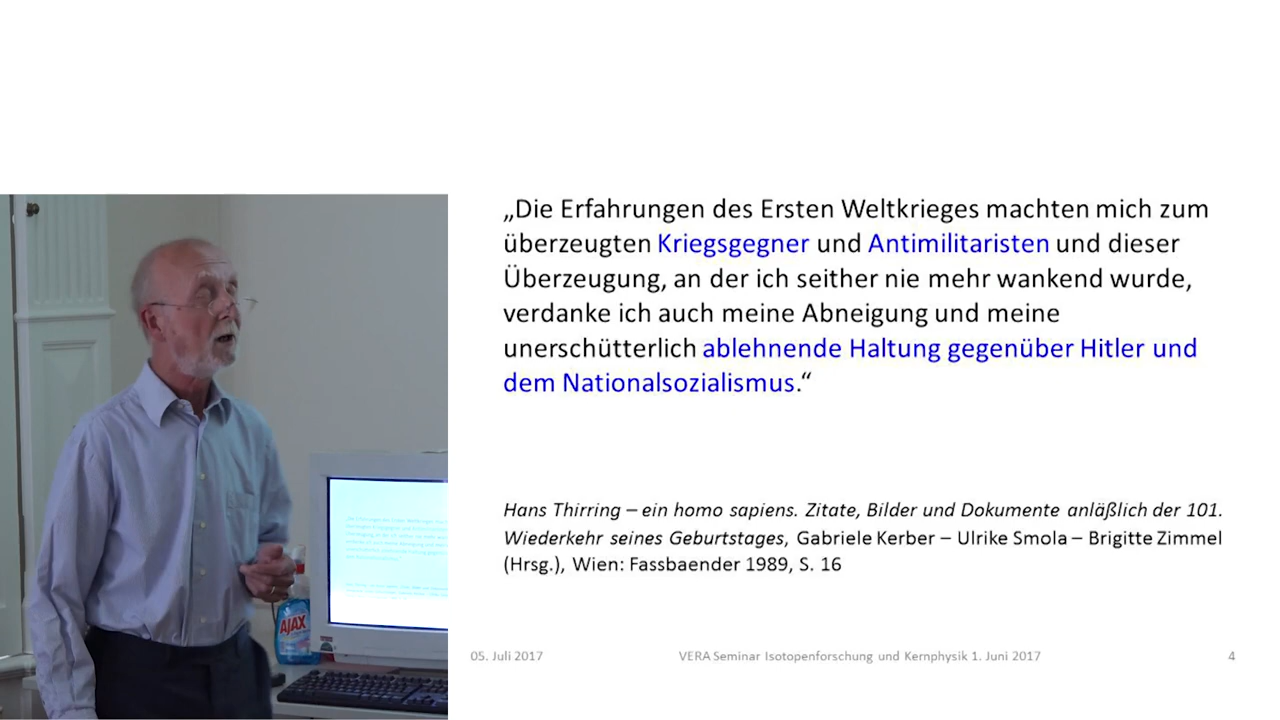 „Die Erfahrungen des Ersten Weltkrieges machten mich zum
überzeugten Kriegsgegner und Antimilitaristen und dieser
Überzeugung, an der ich seither nie mehr wankend wurde,
verdanke ich auch meine Abneigung und meine
unerschütterlich ablehnende Haltung gegenüber Hitler und
dem Nationalsozialismus.“
Hans Thirring – ein homo sapiens. Zitate, Bilder und Dokumente anläßlich der 101.
Wiederkehr seines Geburtstages, Gabriele Kerber – Ulrike Smola – Brigitte Zimmel
(Hrsg.), Wien: Fassbaender 1989, S. 16
AJAX
05. Juli 2017 VERA Seminar Isotopenforschung und Kernphysik 1. Juni 2017 4